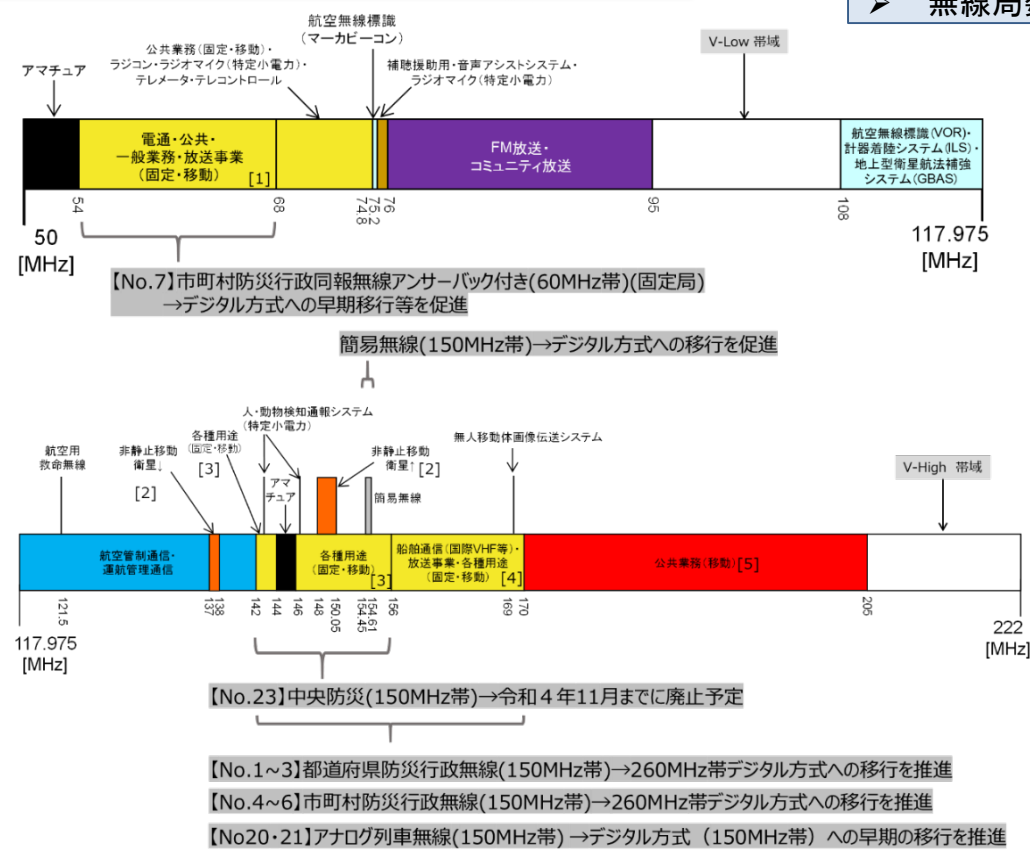 ➤ 無線局
航空無線標識
(マーカビーコン)
V-Low 帯域
公共業務(固定・移動)・
ラジコン・ラジオマイク(特定小電力)・
テレメータ・テレコントロール
補聴援助用・音声アシストシステム・
ラジオマイク(特定小電力)
アマチュア
電通・公共・
一般業務・放送事業
(固定・移動) [1]
FM放送・
コミュニティ放送
航空無線標識(VOR)・
計器着陸システム(ILS)・
地上型衛星航法補強
システム(GBAS)
54
68
74.8
75.2
76
95
108
50
[MHz]
117.975
[MHz]
【No.7】市町村防災行政同報無線アンサーバック付き(60MHz帯)(固定局)
→デジタル方式への早期移行等を促進
簡易無線(150MHz帯)→デジタル方式への移行を促進
人・動物検知通報システム
(特定小電力)
各種用途
(固定・移動)
[3]
航空用
救命無線
非静止移動
衛星↓
[2]
アマ
チュア
非静止移動
衛星↑ [2]
簡易無線
無人移動体画像伝送システム
V-High 帯域
航空管制通信・
運航管理通信
各種用途
(固定・移動) [3]
船舶通信(国際VHF等)・
放送事業・各種用途
(固定・移動) [4]
公共業務(移動)[5]
121.5
137
138
142
144
146
148
150.05
154.45
154.61
156
169
170
205
117.975
[MHz]
222
[MHz]
【No.23】中央防災(150MHz帯)→令和４年11月までに廃止予定
【No.1~3】都道府県防災行政無線(150MHz帯)→260MHz帯デジタル方式への移行を推進
【No.4~6】市町村防災行政無線(150MHz帯)→260MHz帯デジタル方式への移行を推進
【No20・21】アナログ列車無線(150MHz帯) →デジタル方式（150MHz帯）への早期の移行を推進